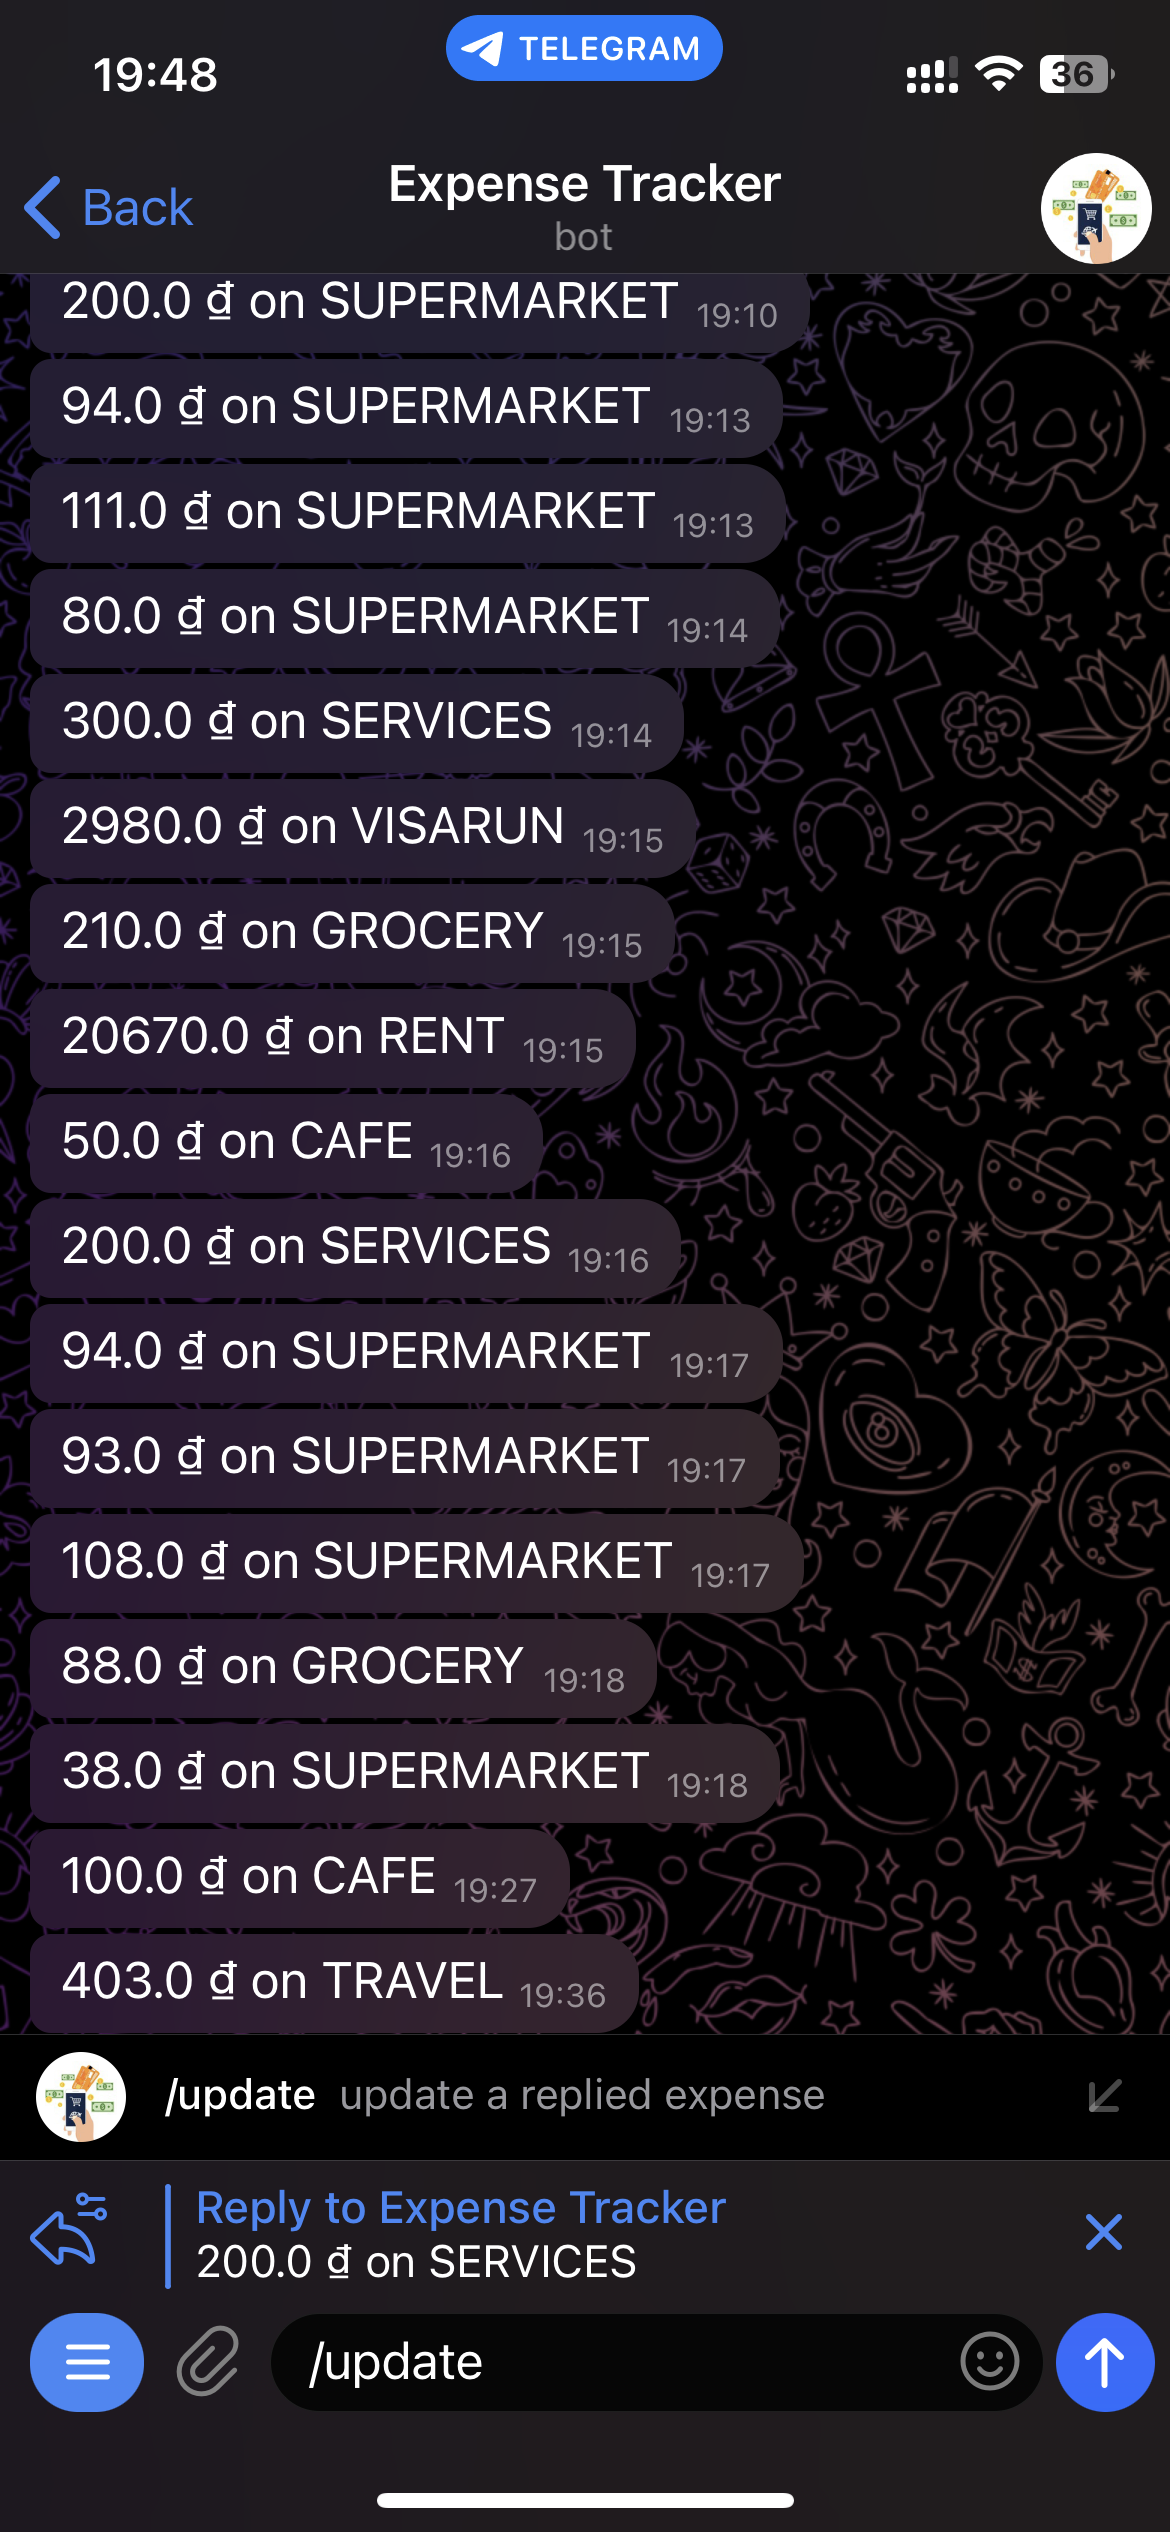 19:48
TELEGRAM
36
Back
Expense Tracker
bot
200.0 ₫ on SUPERMARKET 19:10
94.0 ₫ on SUPERMARKET 19:13
111.0 ₫ on SUPERMARKET 19:13
80.0 ₫ on SUPERMARKET 19:14
300.0 ₫ on SERVICES 19:14
2980.0 ₫ on VISARUN 19:15
210.0 ₫ on GROCERY 19:15
20670.0 ₫ on RENT 19:15
50.0 ₫ on CAFE 19:16
200.0 ₫ on SERVICES 19:16
94.0 ₫ on SUPERMARKET 19:17
93.0 ₫ on SUPERMARKET 19:17
108.0 ₫ on SUPERMARKET 19:17
88.0 ₫ on GROCERY 19:18
38.0 ₫ on SUPERMARKET 19:18
100.0 ₫ on CAFE 19:27
403.0 ₫ on TRAVEL 19:36
/update update a replied expense
Reply to Expense Tracker
200.0 ₫ on SERVICES
/update